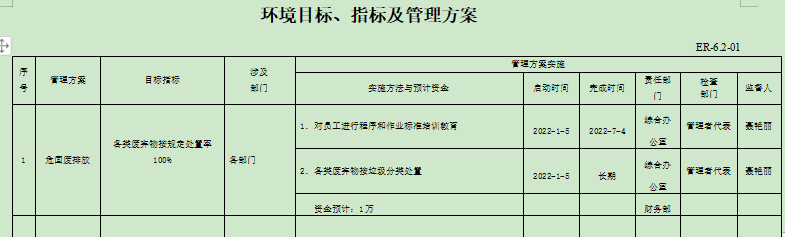 环境目标、指标及管理方案
ER-6.2-01
序号 管理方案 目标指标 涉及部门 管理方案实施
实施方法与预计资金 启动时间 完成时间 责任部门 检查部门 监督人
1 危固废排放 各类废弃物按规定处置率100% 各部门
1. 对员工进行程序和作业标准培训教育 2022-1-5 2022-7-4 综合办公室 管理者代表 聂艳丽
2. 各类废弃物按垃圾分类处置 2022-1-5 长期 综合办公室 管理者代表 聂艳丽
资金预计：1万 财务部